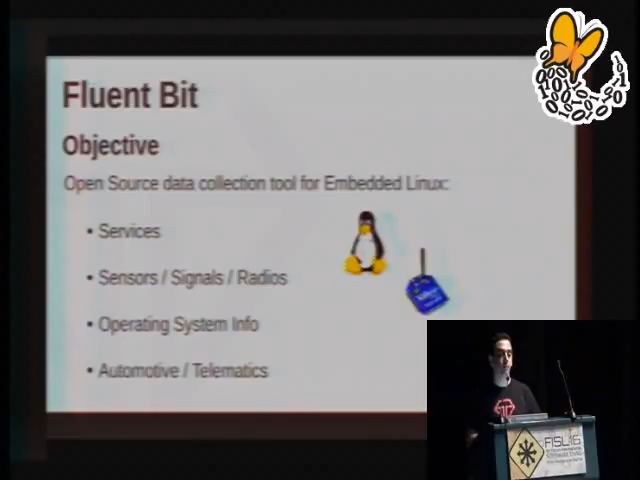 Fluent Bit
Objective
Open Source data collection tool for Embedded Linux:
• Services
• Sensors / Signals / Radios
• Operating System Info
• Automotive / Telematics
FISL16